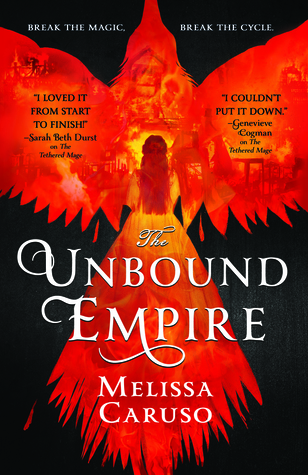 BREAK THE MAGIC, BREAK THE CYCLE.
"I LOVED IT
FROM START
TO FINISH!"
—Sarah Beth Durst
on The
Tethered Mage
"I COULDN'T
PUT IT DOWN."
—Genevieve
Cogman
on The
Tethered Mage
The
UNBOUND
EMPIRE
MELISSA
CARUSO